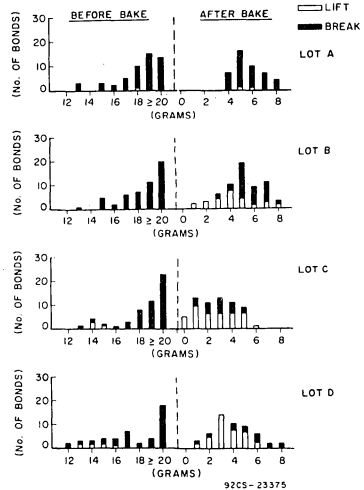 BEFORE BAKE AFTER BAKE
LIFT
BREAK
LOT A
(No. OF BONDS)
30
20
10
0
12 14 16 18 ≥ 20 0 2 4 6 8
(GRAMS)
LOT B
(No. OF BONDS)
30
20
10
0
12 14 16 18 ≥ 20 0 2 4 6 8
(GRAMS)
LOT C
(No. OF BONDS)
30
20
10
0
12 14 16 18 ≥ 20 0 2 4 6 8
(GRAMS)
LOT D
(No. OF BONDS)
30
20
10
0
12 14 16 18 ≥ 20 0 2 4 6 8
(GRAMS)
92CS-23375